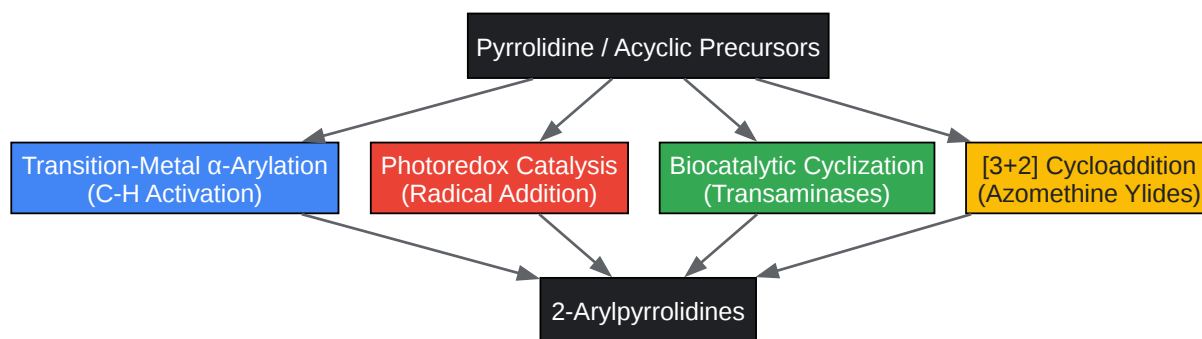 Pyrrolidine / Acyclic Precursors
Transition-Metal α-Arylation
(C-H Activation)
Photoredox Catalysis
(Radical Addition)
Biocatalytic Cyclization
(Transaminases)
[3+2] Cycloaddition
(Azomethine Ylides)
2-Arylpyrrolidines